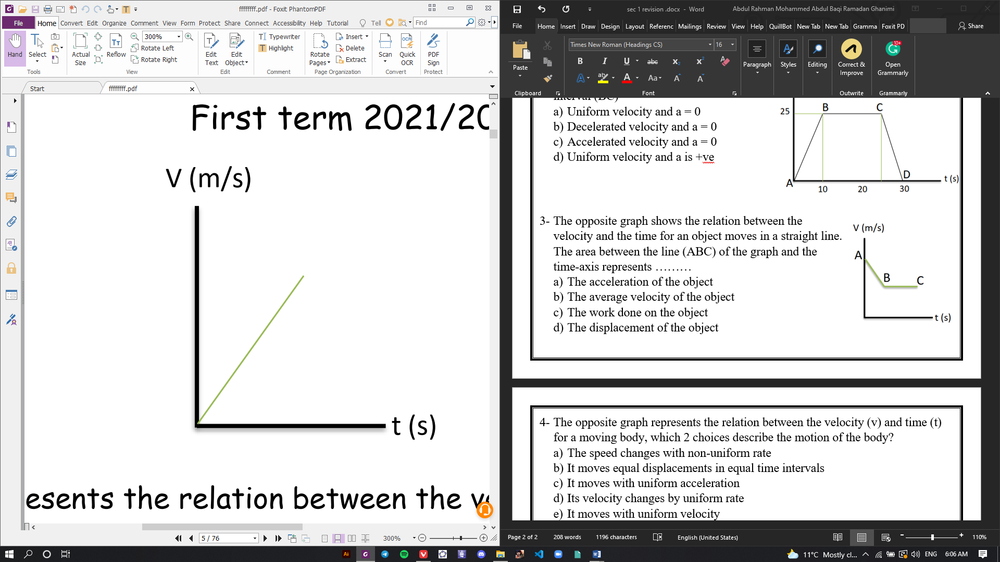 ffffffff.pdf - Foxit PhantomPDF
File Home Convert Edit Organize Comment View Form Protect Share Connect Accessibility Help Tutorial Tell Find
Hand
Select
Actual Size
Reflow
300%
Rotate Left
Rotate Right
Edit Text
Edit Object
Typewriter
Highlight
Rotate Pages
Insert
Delete
Extract
Scan
Quick OCR
PDF Sign
Tools View Edit Comment Page Organization Convert Protect
Start
ffffffff.pdf
First term 2021/20
V (m/s)
t (s)
esents the relation between the ve
5 / 76
300%
sec 1 revision .docx - Word
Abdul Rahman Mohammed Abdul Baqi Ramadan Ghanimi
File Home Insert Draw Design Layout Referenc Mailings Review View Help QuillBot New Tab New Tab Gramma Foxit PD Share
Paste
Times New Roman (Headings CS) 16
B I U abc x₂ x²
Aa
Paragraph
Styles
Editing
Correct & Improve
10+
Open Grammarly
Clipboard Font Outwrite Grammarly
interval (BC)
a) Uniform velocity and a = 0
b) Decelerated velocity and a = 0
c) Accelerated velocity and a = 0
d) Uniform velocity and a is +ve
25 B C
A D t (s)
10 20 30
3- The opposite graph shows the relation between the
velocity and the time for an object moves in a straight line.
The area between the line (ABC) of the graph and the
time-axis represents ………
a) The acceleration of the object
b) The average velocity of the object
c) The work done on the object
d) The displacement of the object
V (m/s)
A
B C
t (s)
4- The opposite graph represents the relation between the velocity (v) and time (t)
for a moving body, which 2 choices describe the motion of the body?
a) The speed changes with non-uniform rate
b) It moves equal displacements in equal time intervals
c) It moves with uniform acceleration
d) Its velocity changes by uniform rate
e) It moves with uniform velocity
Page 2 of 2 208 words 1196 characters English (United States) 110%
Ai
11°C Mostly cl... ENG 6:06 AM